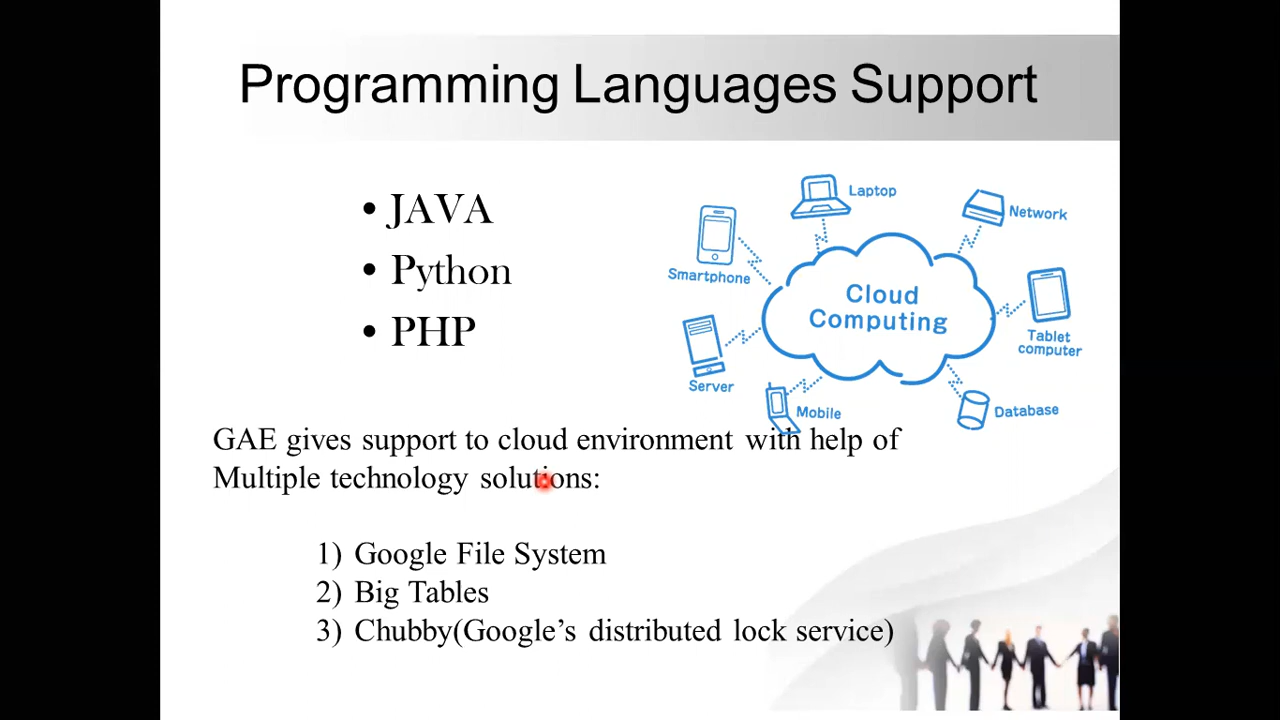 Programming Languages Support
• JAVA
• Python
• PHP
Laptop
Network
Smartphone
Cloud
Computing
Tablet
computer
Server
Mobile
Database
GAE gives support to cloud environment with help of
Multiple technology solutions:
1) Google File System
2) Big Tables
3) Chubby(Google’s distributed lock service)